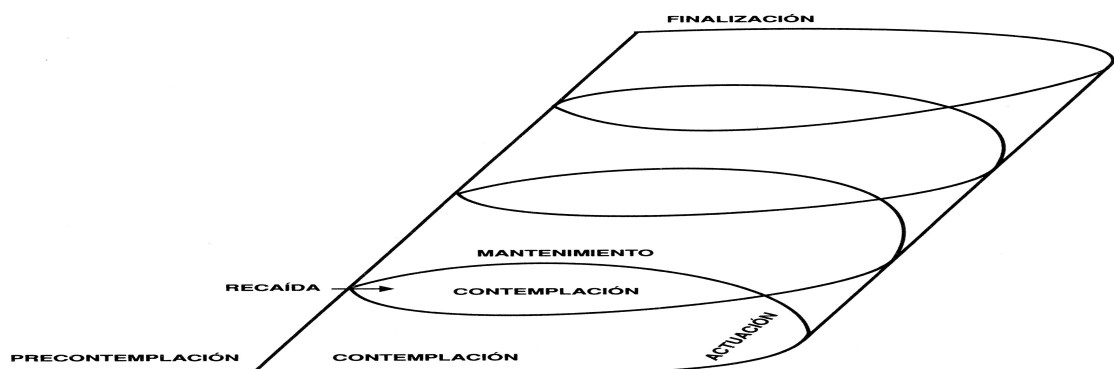 FINALIZACIÓN
MANTENIMIENTO
RECAÍDA
CONTEMPLACIÓN
ACTUACIÓN
PRECONTEMPLACIÓN
CONTEMPLACIÓN